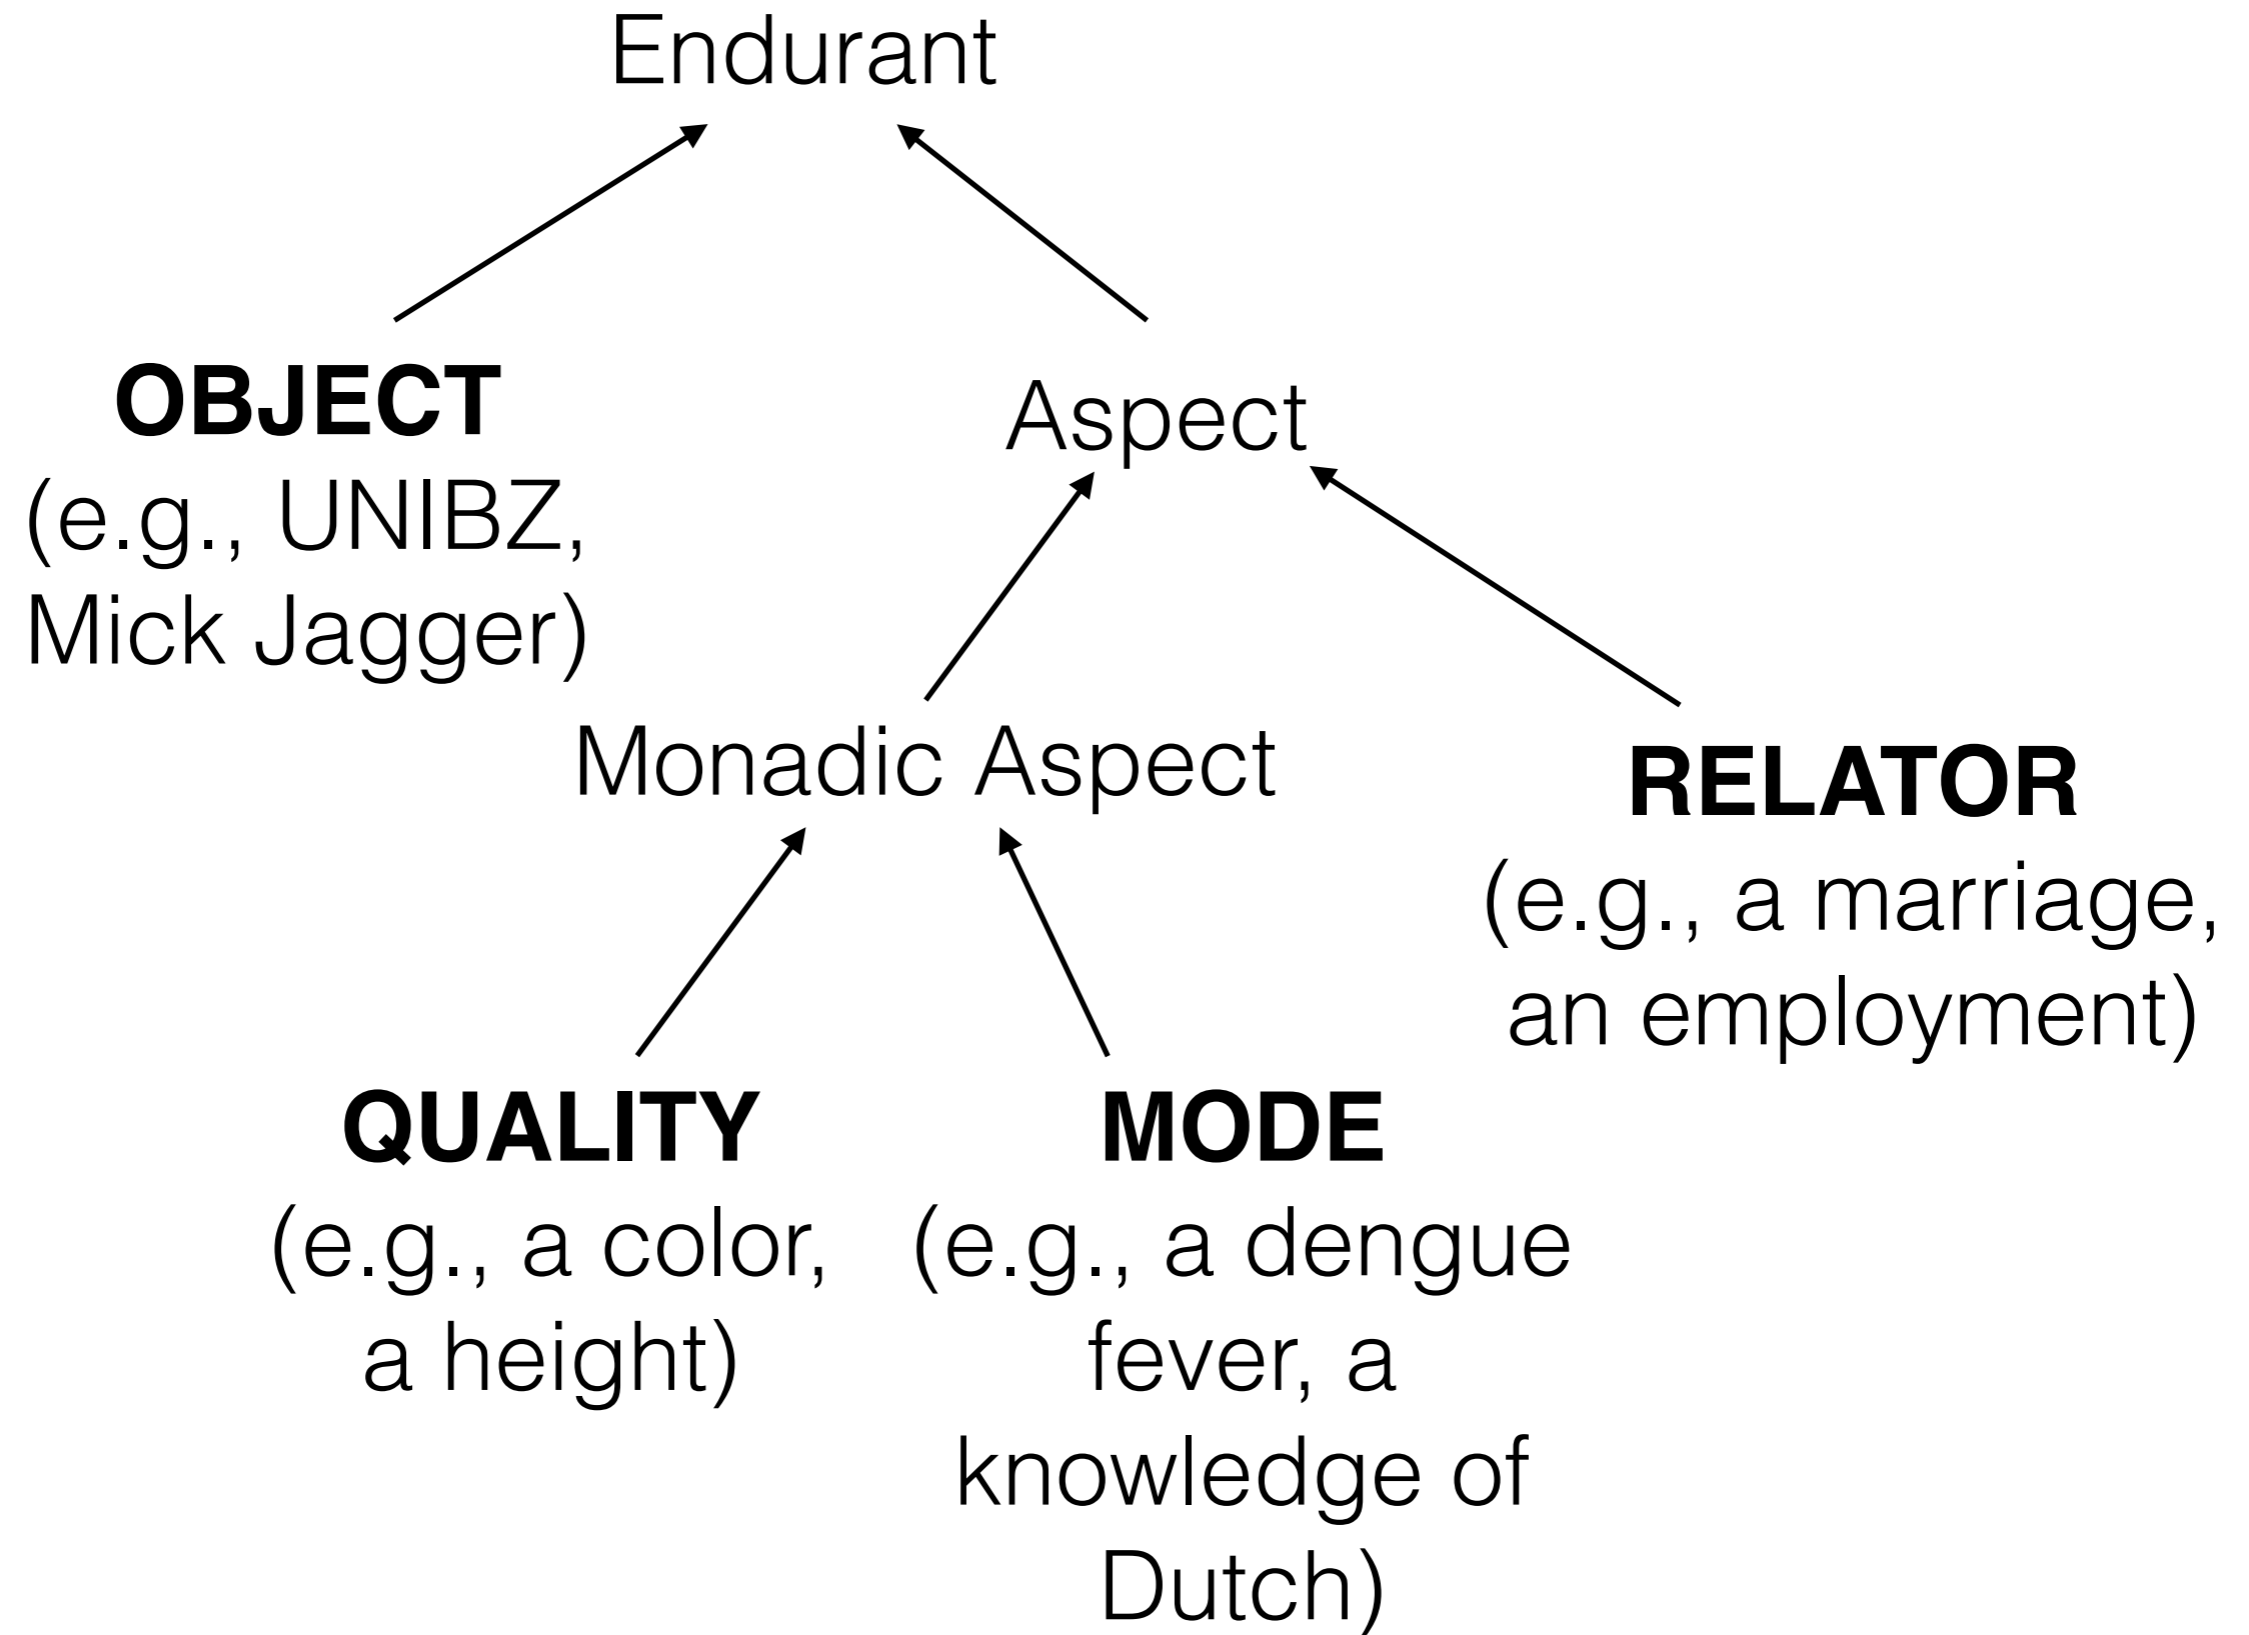 Endurant
OBJECT
(e.g., UNIBZ,
Mick Jagger)
Aspect
Monadic Aspect
RELATOR
(e.g., a marriage,
an employment)
QUALITY
(e.g., a color,
a height)
MODE
(e.g., a dengue
fever, a
knowledge of
Dutch)